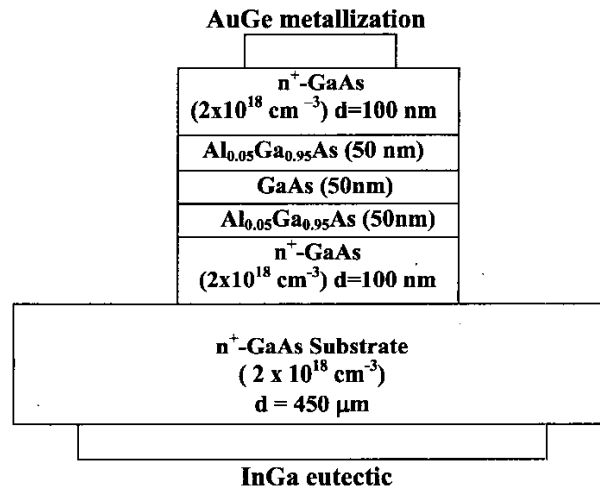 AuGe metallization
n⁺-GaAs
(2x10¹⁸ cm ⁻³) d=100 nm
Al₀.₀₅Ga₀.₉₅As (50 nm)
GaAs (50nm)
Al₀.₀₅Ga₀.₉₅As (50nm)
n⁺-GaAs
(2x10¹⁸ cm⁻³) d=100 nm
n⁺-GaAs Substrate
( 2 x 10¹⁸ cm⁻³)
d = 450 μm
InGa eutectic